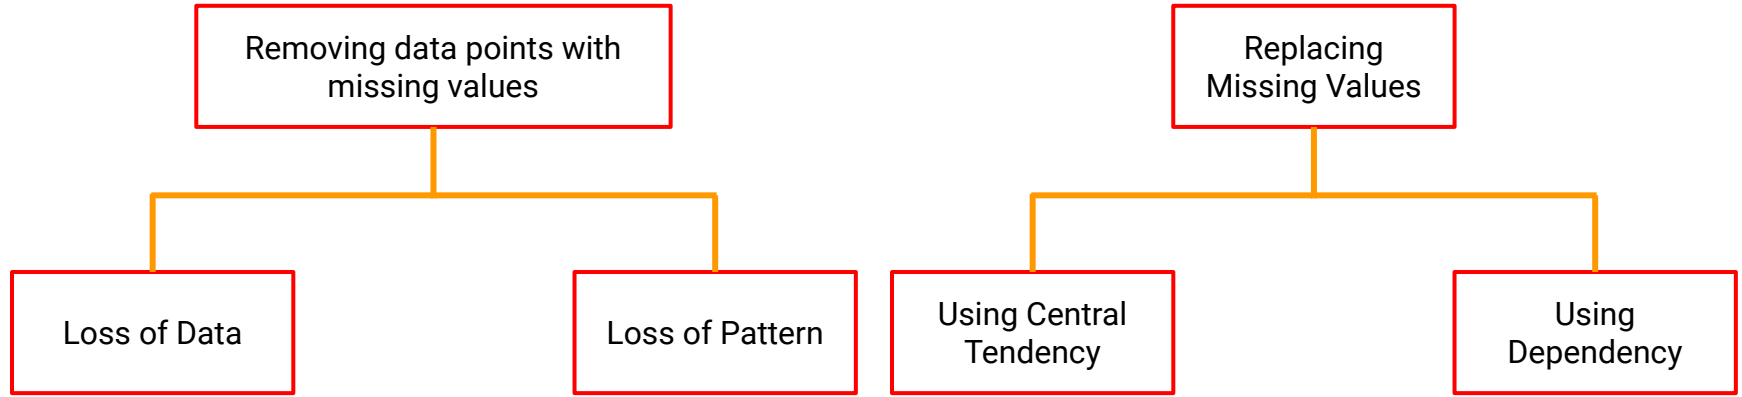 Removing data points with
missing values
Replacing
Missing Values
Loss of Data
Loss of Pattern
Using Central
Tendency
Using
Dependency